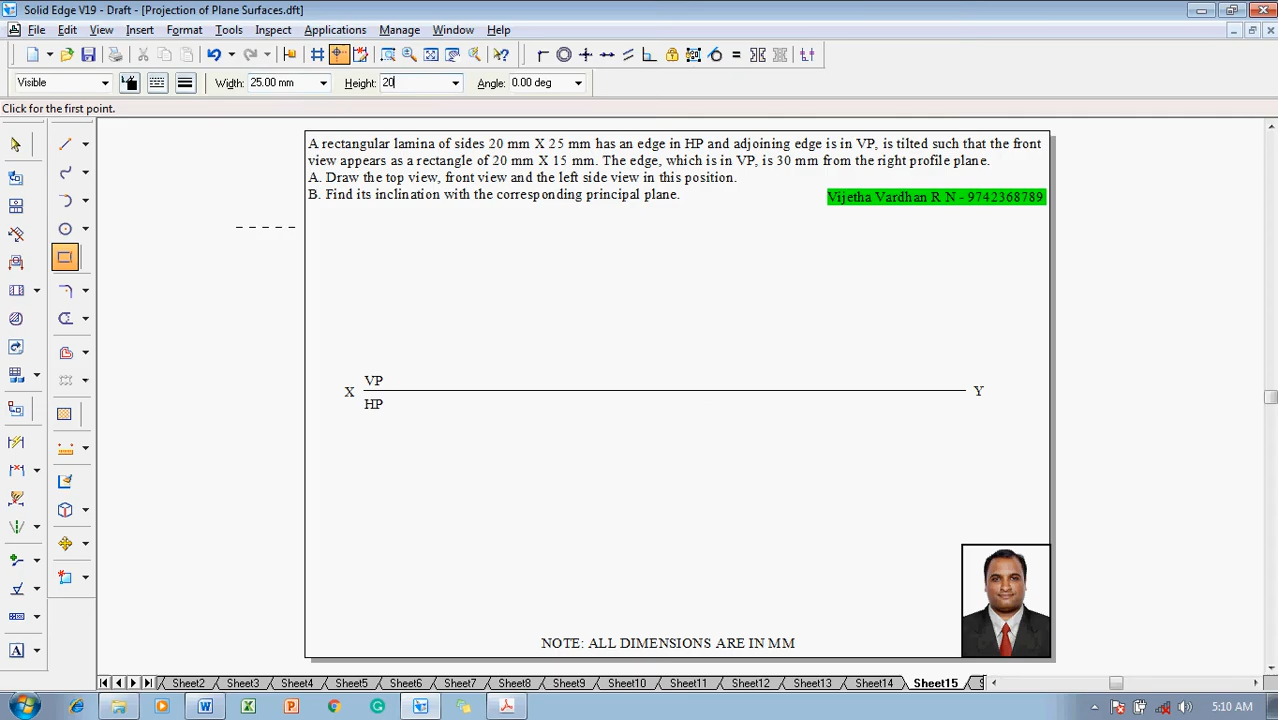 Solid Edge V19 - Draft - [Projection of Plane Surfaces.dft]
File Edit View Insert Format Tools Inspect Applications Manage Window Help
Visible Width: 25.00 mm Height: 20 Angle: 0.00 deg
Click for the first point.
A rectangular lamina of sides 20 mm X 25 mm has an edge in HP and adjoining edge is in VP, is tilted such that the front
view appears as a rectangle of 20 mm X 15 mm. The edge, which is in VP, is 30 mm from the right profile plane.
A. Draw the top view, front view and the left side view in this position.
B. Find its inclination with the corresponding principal plane.
Vijetha Vardhan R N - 9742368789
VP
X Y
HP
NOTE: ALL DIMENSIONS ARE IN MM
Sheet2 Sheet3 Sheet4 Sheet5 Sheet6 Sheet7 Sheet8 Sheet9 Sheet10 Sheet11 Sheet12 Sheet13 Sheet14 Sheet15
5:10 AM